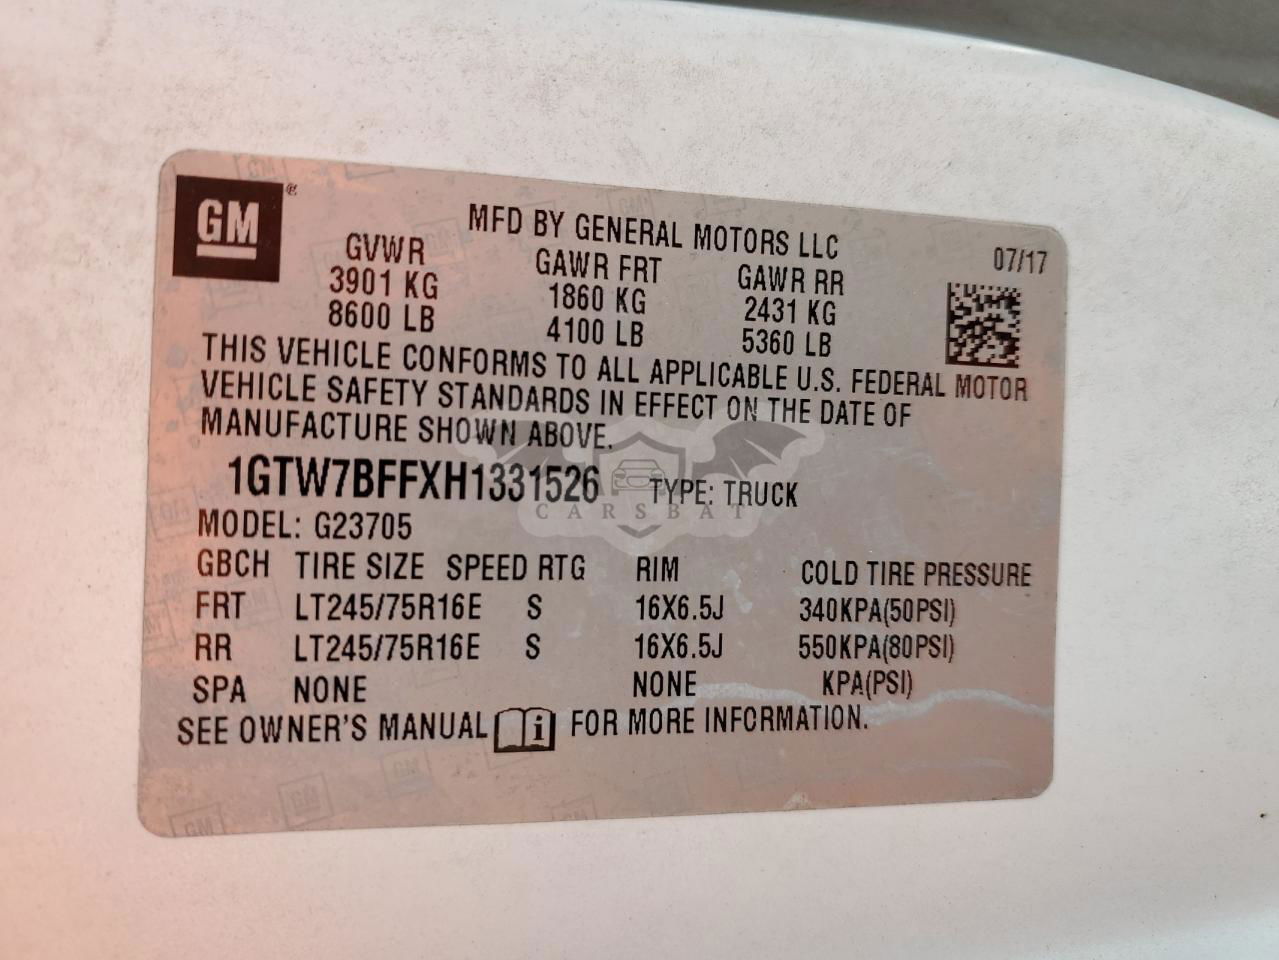 GM
MFD BY GENERAL MOTORS LLC
07/17
GVWR GAWR FRT GAWR RR
3901 KG 1860 KG 2431 KG
8600 LB 4100 LB 5360 LB
THIS VEHICLE CONFORMS TO ALL APPLICABLE U.S. FEDERAL MOTOR
VEHICLE SAFETY STANDARDS IN EFFECT ON THE DATE OF
MANUFACTURE SHOWN ABOVE.
1GTW7BFFXH1331526 TYPE: TRUCK
CARSBAT
MODEL: G23705
GBCH TIRE SIZE SPEED RTG RIM COLD TIRE PRESSURE
FRT LT245/75R16E S 16X6.5J 340KPA(50PSI)
RR LT245/75R16E S 16X6.5J 550KPA(80PSI)
SPA NONE NONE KPA(PSI)
SEE OWNER'S MANUAL i FOR MORE INFORMATION.